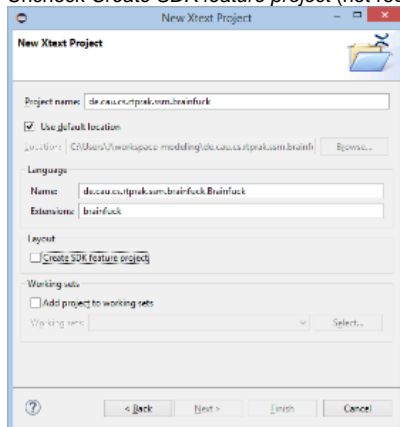 Uncheck Create SDK feature project (not
New Xtext Project
New Xtext Project
Project name: de.cau.cs.rtprak.ssm.brainfuck
Use default location
Location: C:\Users\ Browse...
Language
Name: de.cau.cs.rtprak.ssm.brainfuck.Brainfuck
Extensions: brainfuck
Layout
Create SDK feature project
Working sets
Add project to working sets
Working sets: Select...
< Back Next > Finish Cancel